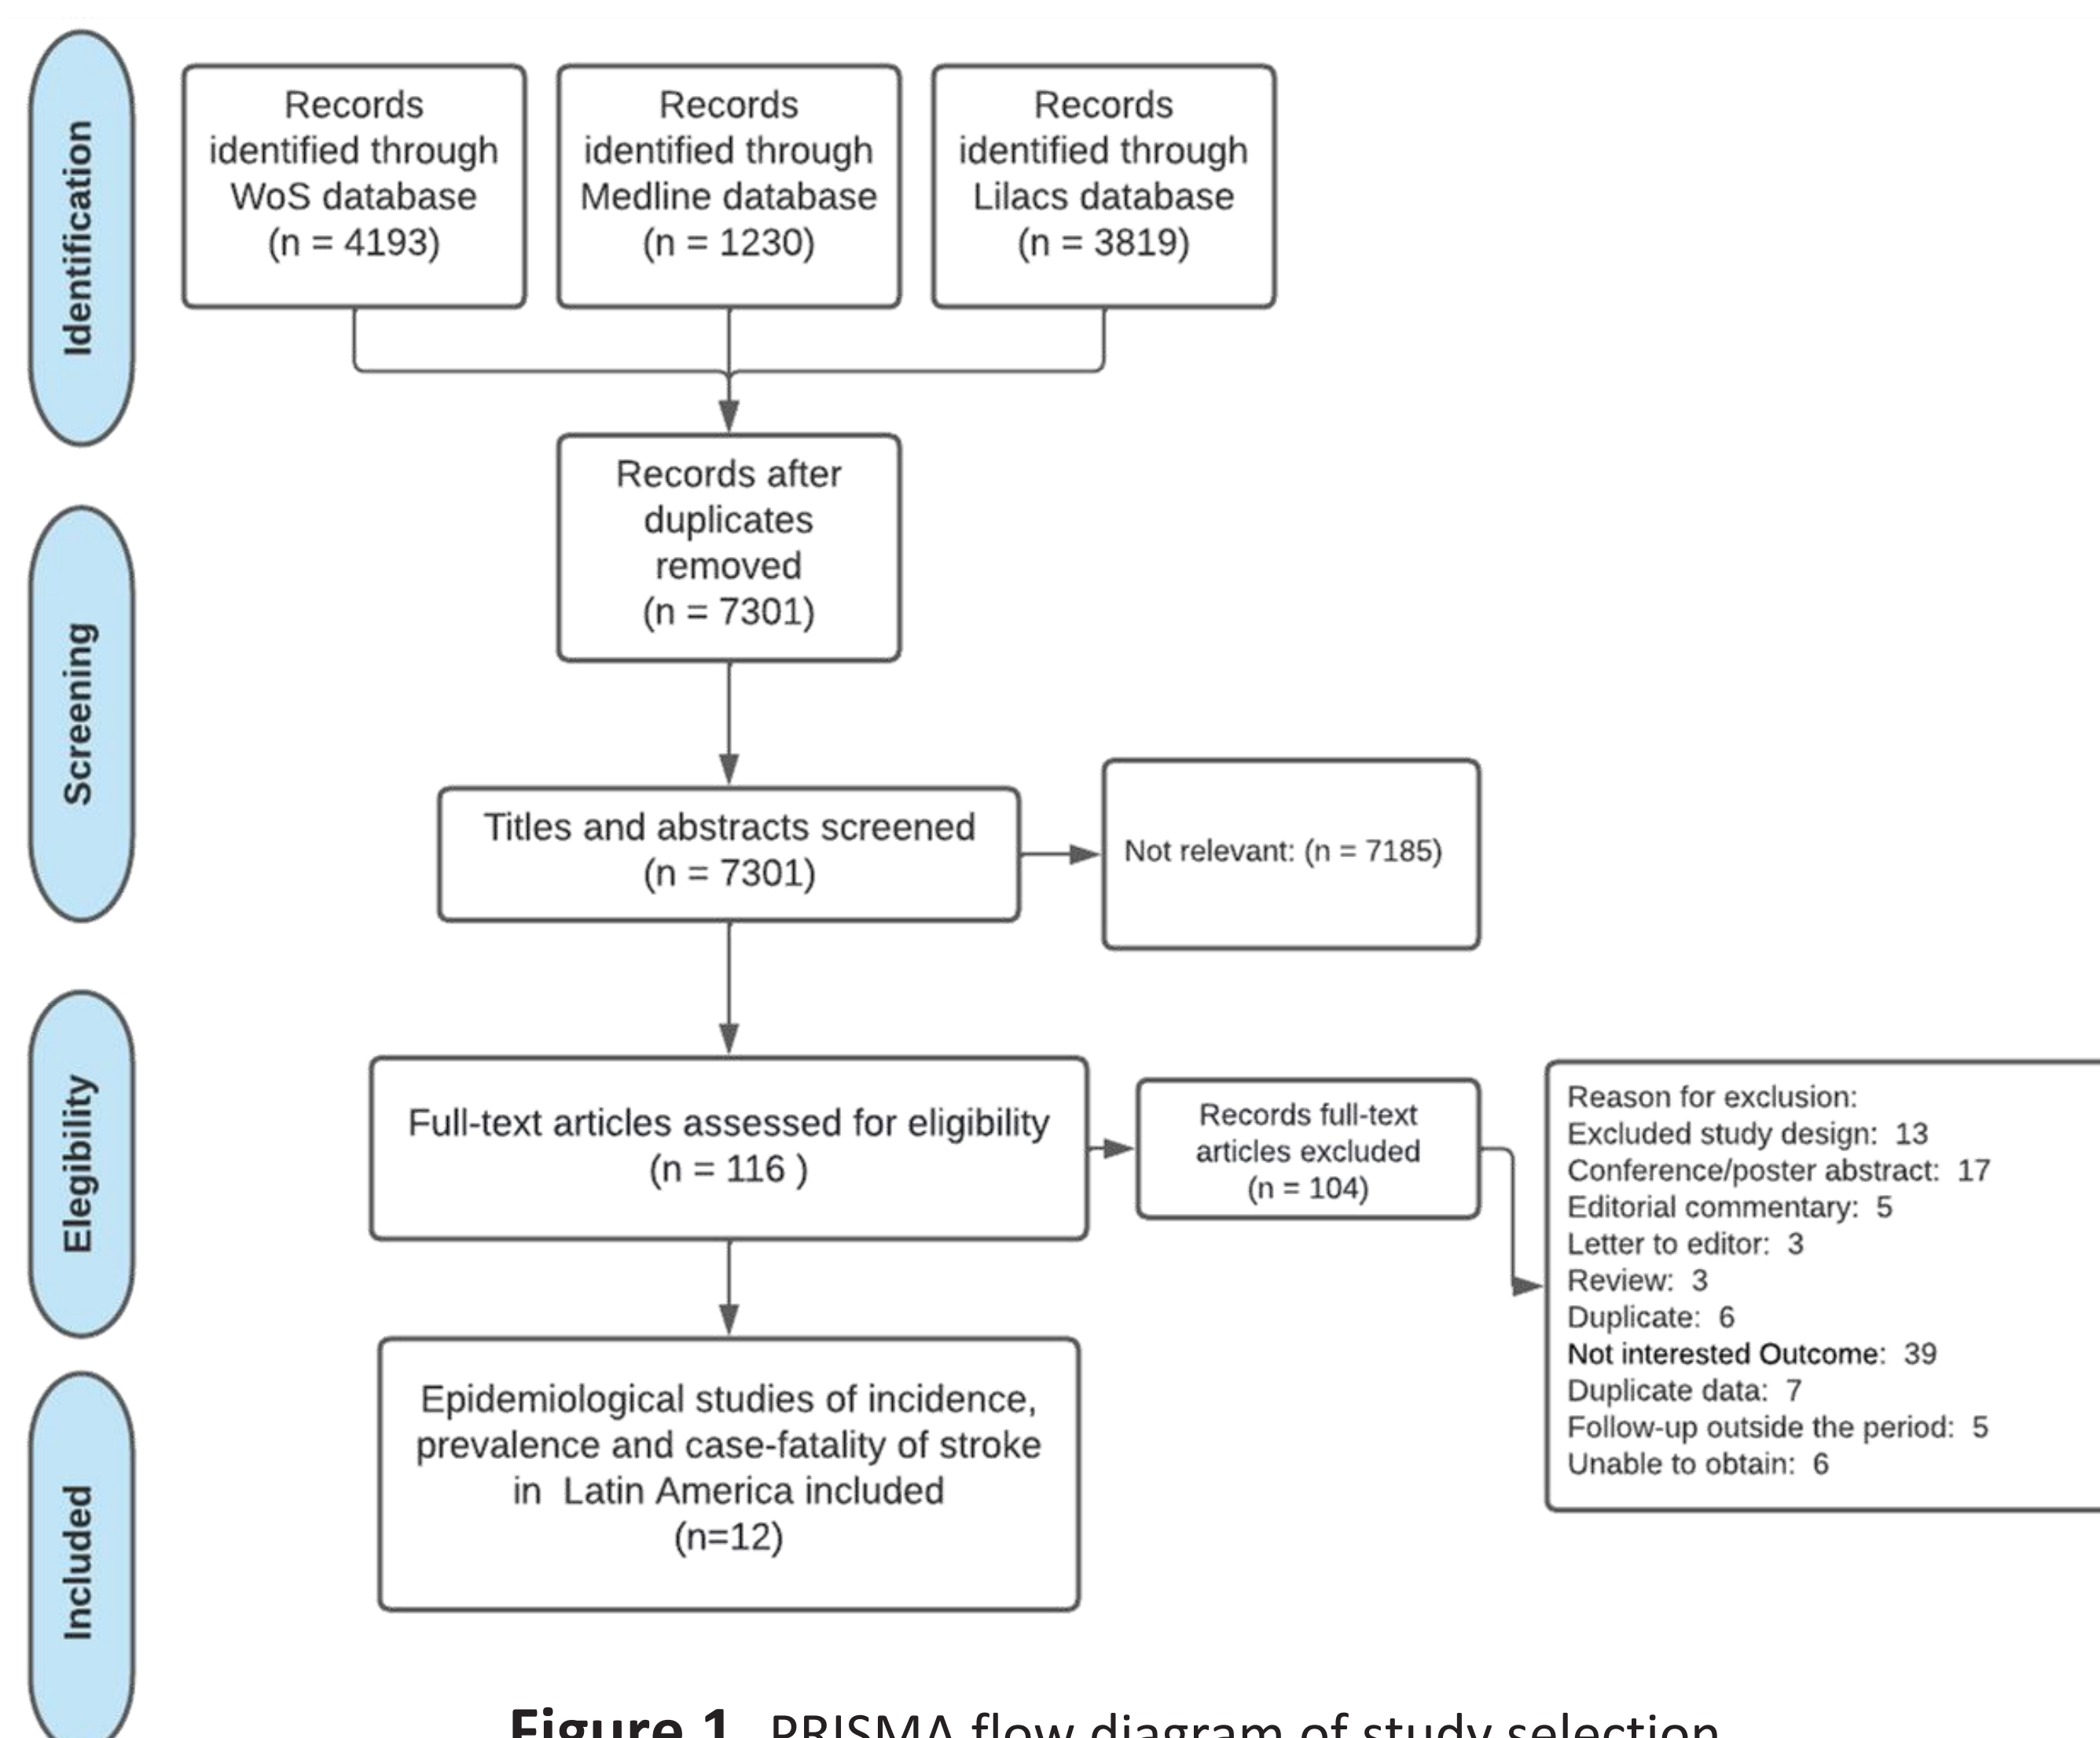 Identification
Records
identified through
WoS database
(n = 4193)
Records
identified through
Medline database
(n = 1230)
Records
identified through
Lilacs database
(n = 3819)
Screening
Records after
duplicates
removed
(n = 7301)
Titles and abstracts screened
(n = 7301)
Not relevant: (n = 7185)
Elegibility
Full-text articles assessed for eligibility
(n = 116 )
Records full-text
articles excluded
(n = 104)
Reason for exclusion:
Excluded study design: 13
Conference/poster abstract: 17
Editorial commentary: 5
Letter to editor: 3
Review: 3
Duplicate: 6
Not interested Outcome: 39
Duplicate data: 7
Follow-up outside the period: 5
Unable to obtain: 6
Included
Epidemiological studies of incidence,
prevalence and case-fatality of stroke
in Latin America included
(n=12)
Figure 1. PRISMA flow diagram of study selection